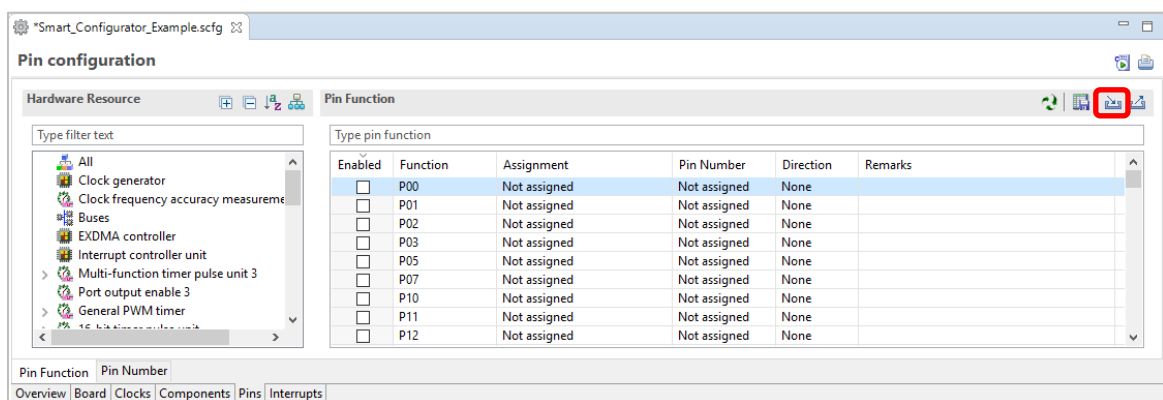 *Smart_Configurator_Example.scfg
Pin configuration
Hardware Resource
Type filter text
All
Clock generator
Clock frequency accuracy measureme
Buses
EXDMA controller
Interrupt controller unit
Multi-function timer pulse unit 3
Port output enable 3
General PWM timer
16-bit timer pulse unit
Pin Function
Type pin function
Enabled Function Assignment Pin Number Direction Remarks
P00 Not assigned Not assigned None
P01 Not assigned Not assigned None
P02 Not assigned Not assigned None
P03 Not assigned Not assigned None
P05 Not assigned Not assigned None
P07 Not assigned Not assigned None
P10 Not assigned Not assigned None
P11 Not assigned Not assigned None
P12 Not assigned Not assigned None
Pin Function Pin Number
Overview Board Clocks Components Pins Interrupts